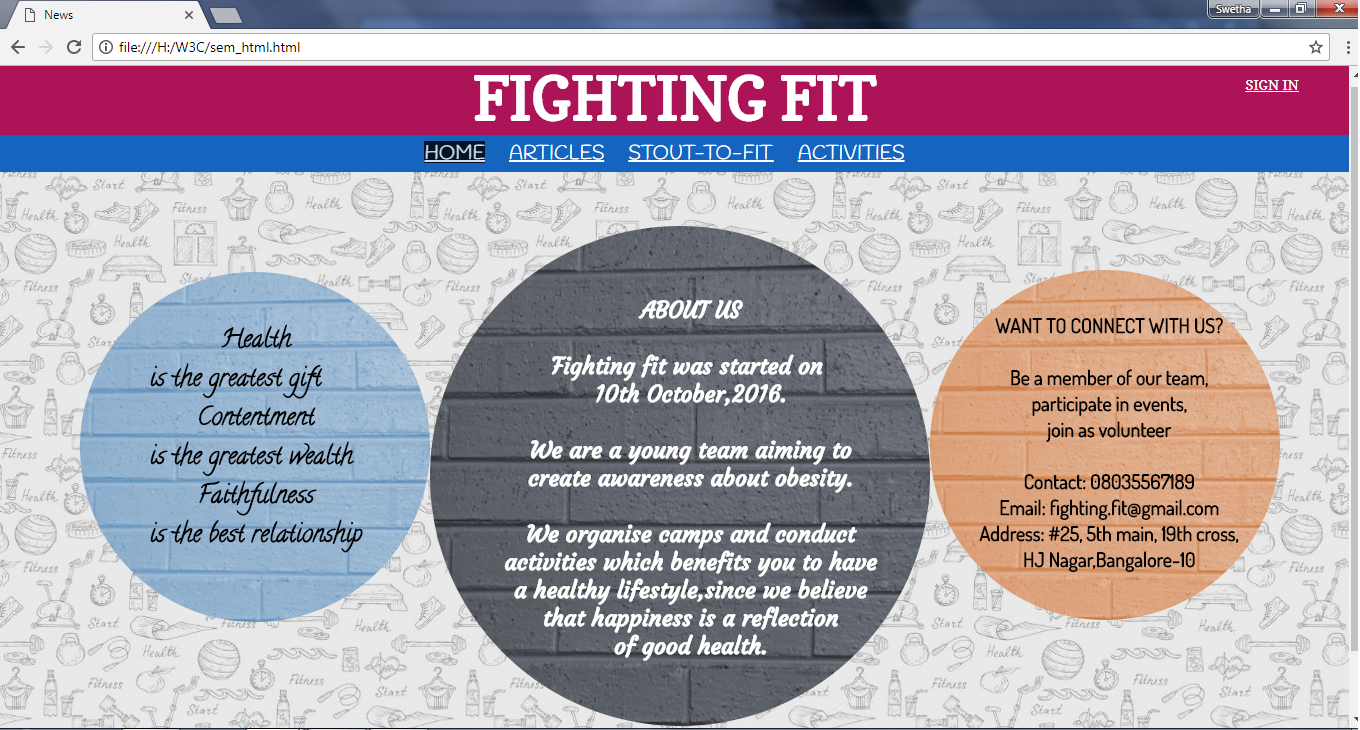 News
Swetha
file:///H:/W3C/sem_html.html
FIGHTING FIT
SIGN IN
HOME ARTICLES STOUT-TO-FIT ACTIVITIES
Health
is the greatest gift
Contentment
is the greatest wealth
Faithfulness
is the best relationship
ABOUT US
Fighting fit was started on
10th October,2016.
We are a young team aiming to
create awareness about obesity.
We organise camps and conduct
activities which benefits you to have
a healthy lifestyle,since we believe
that happiness is a reflection
of good health.
WANT TO CONNECT WITH US?
Be a member of our team,
participate in events,
join as volunteer
Contact: 08035567189
Email: fighting.fit@gmail.com
Address: #25, 5th main, 19th cross,
HJ Nagar,Bangalore-10